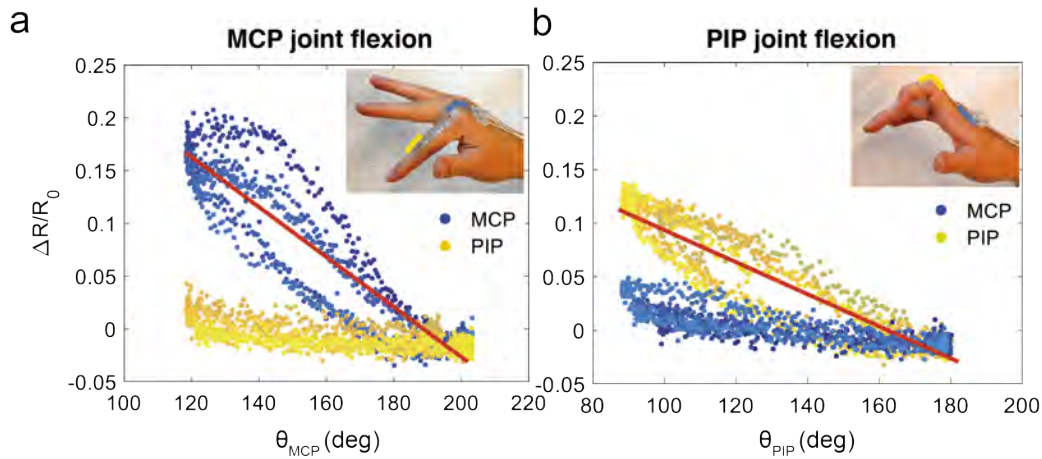 a
MCP joint flexion
ΔR/R0
0.25
0.2
0.15
0.1
0.05
0
-0.05
100
120
140
160
180
200
220
θMCP (deg)
MCP
PIP
b
PIP joint flexion
0.25
0.2
0.15
0.1
0.05
0
-0.05
80
100
120
140
160
180
200
θPIP (deg)
MCP
PIP